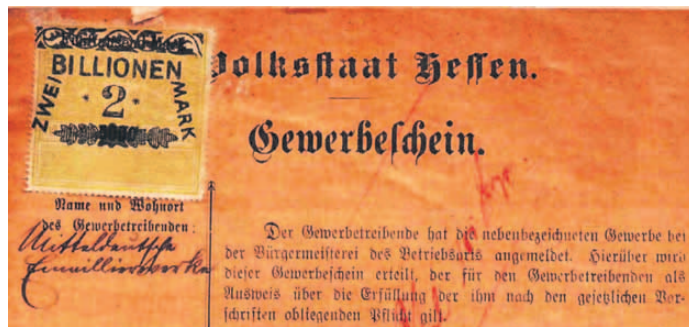 BILLIONEN
ZWEI · 2 · MARK
Volksstaat Hessen.
Gewerbeschein.
Name und Wohnort
des Gewerbetreibenden:
Mitteldeutsche
Emaillierwerke
Der Gewerbetreibende hat die nebenbezeichneten Gewerbe bei
der Bürgermeisterei des Betriebsorts angemeldet. Hierüber wird
dieser Gewerbeschein erteilt, der für den Gewerbetreibenden als
Ausweis über die Erfüllung der ihm nach den gesetzlichen Vor-
schriften obliegenden Pflicht gilt.